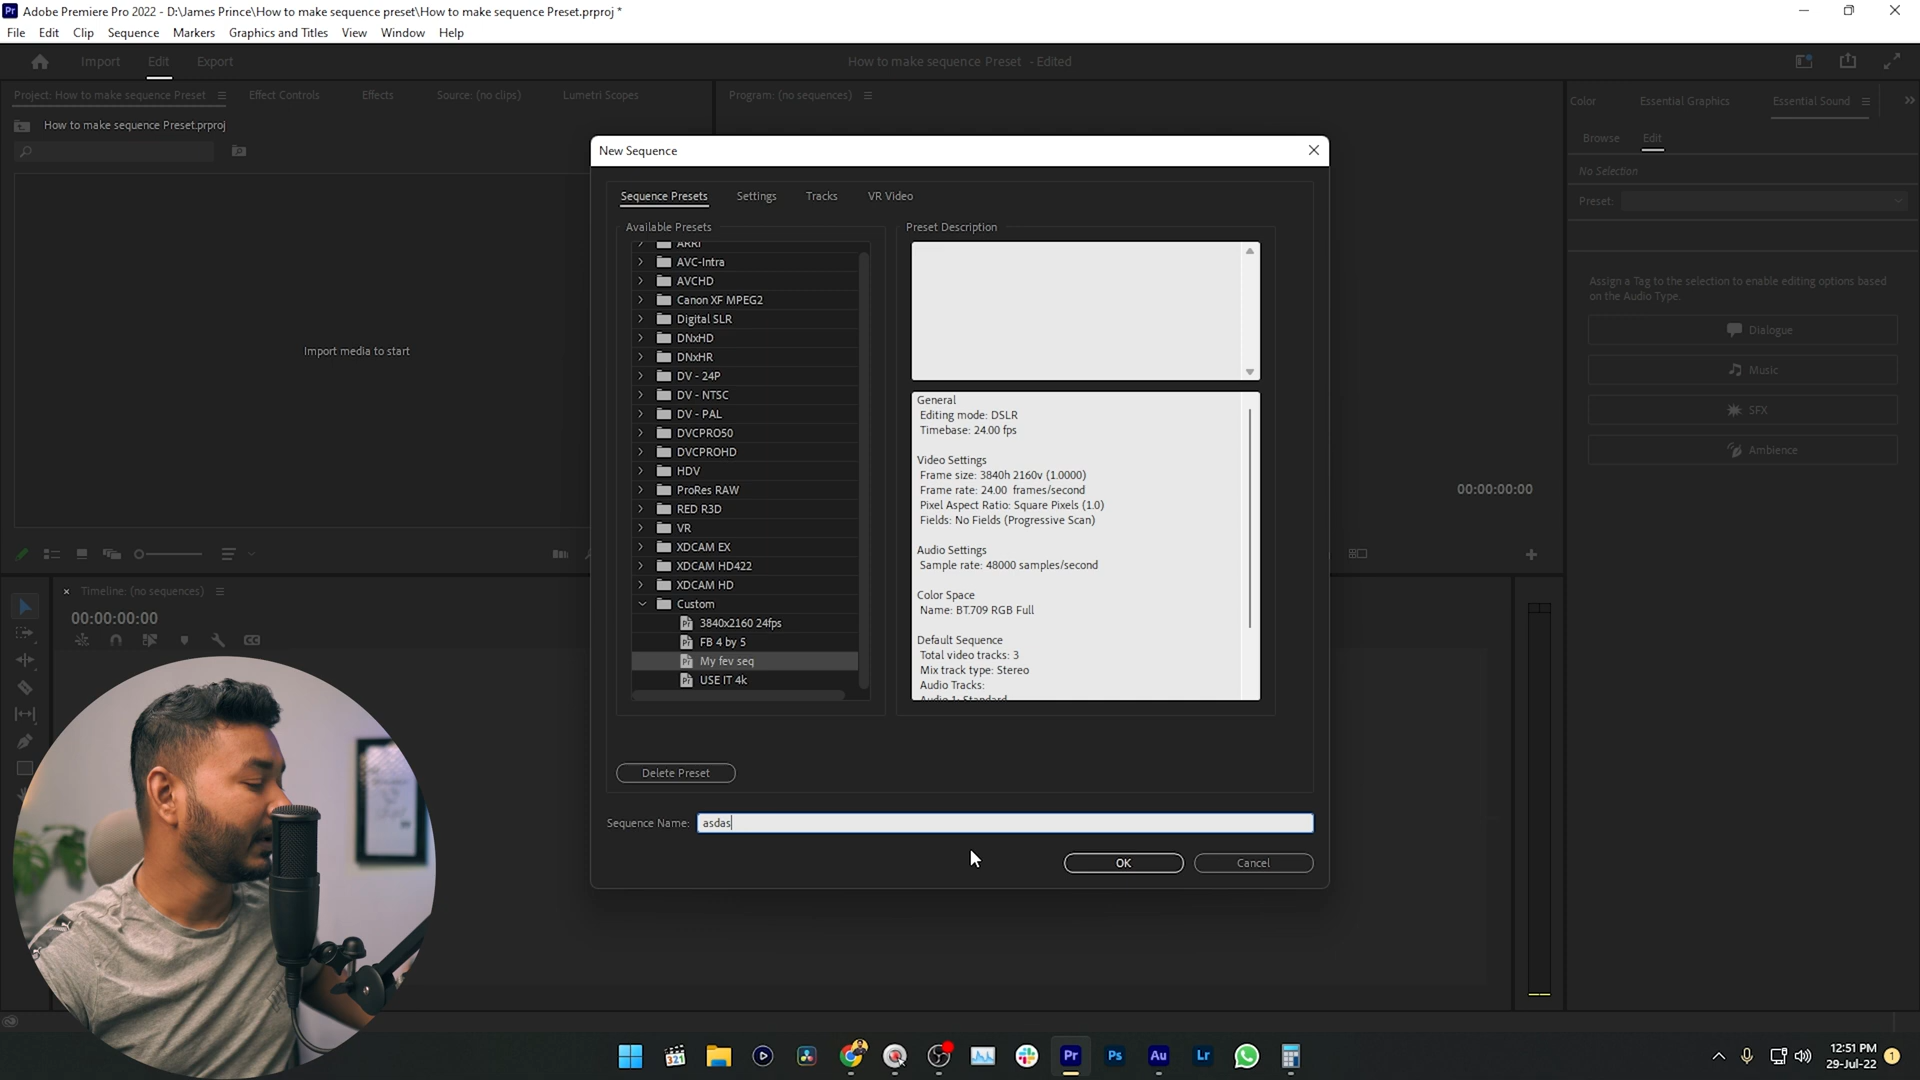 Adobe Premiere Pro 2022 - D:\James Prince\How to make sequence preset\How to make sequence Preset.prproj *
File Edit Clip Sequence Markers Graphics and Titles View Window Help
Import Edit Export
How to make sequence Preset - Edited
Project: How to make sequence Preset
Effect Controls
Effects
Source: (no clips)
Lumetri Scopes
Program: (no sequences)
Color
Essential Graphics
Essential Sound
How to make sequence Preset.prproj
Browse
Edit
No Selection
Preset:
Import media to start
Assign a Tag to the selection to enable editing options based
on the Audio Type.
Dialogue
Music
SFX
Ambience
00:00:00:00
New Sequence
Sequence Presets
Settings
Tracks
VR Video
Available Presets
ARRI
AVC-Intra
AVCHD
Canon XF MPEG2
Digital SLR
DNxHD
DNxHR
DV - 24P
DV - NTSC
DV - PAL
DVCPRO50
DVCPROHD
HDV
ProRes RAW
RED R3D
VR
XDCAM EX
XDCAM HD422
XDCAM HD
Custom
3840x2160 24fps
FB 4 by 5
My fev seq
USE IT 4k
Preset Description
General
Editing mode: DSLR
Timebase: 24.00 fps
Video Settings
Frame size: 3840h 2160v (1.0000)
Frame rate: 24.00 frames/second
Pixel Aspect Ratio: Square Pixels (1.0)
Fields: No Fields (Progressive Scan)
Audio Settings
Sample rate: 48000 samples/second
Color Space
Name: BT.709 RGB Full
Default Sequence
Total video tracks: 3
Mix track type: Stereo
Audio Tracks:
Audio 1: Standard
Delete Preset
Sequence Name: asdas
OK
Cancel
Timeline: (no sequences)
00:00:00:00
321
Pr
Ps
Au
Lr
12:51 PM
29-Jul-22
1